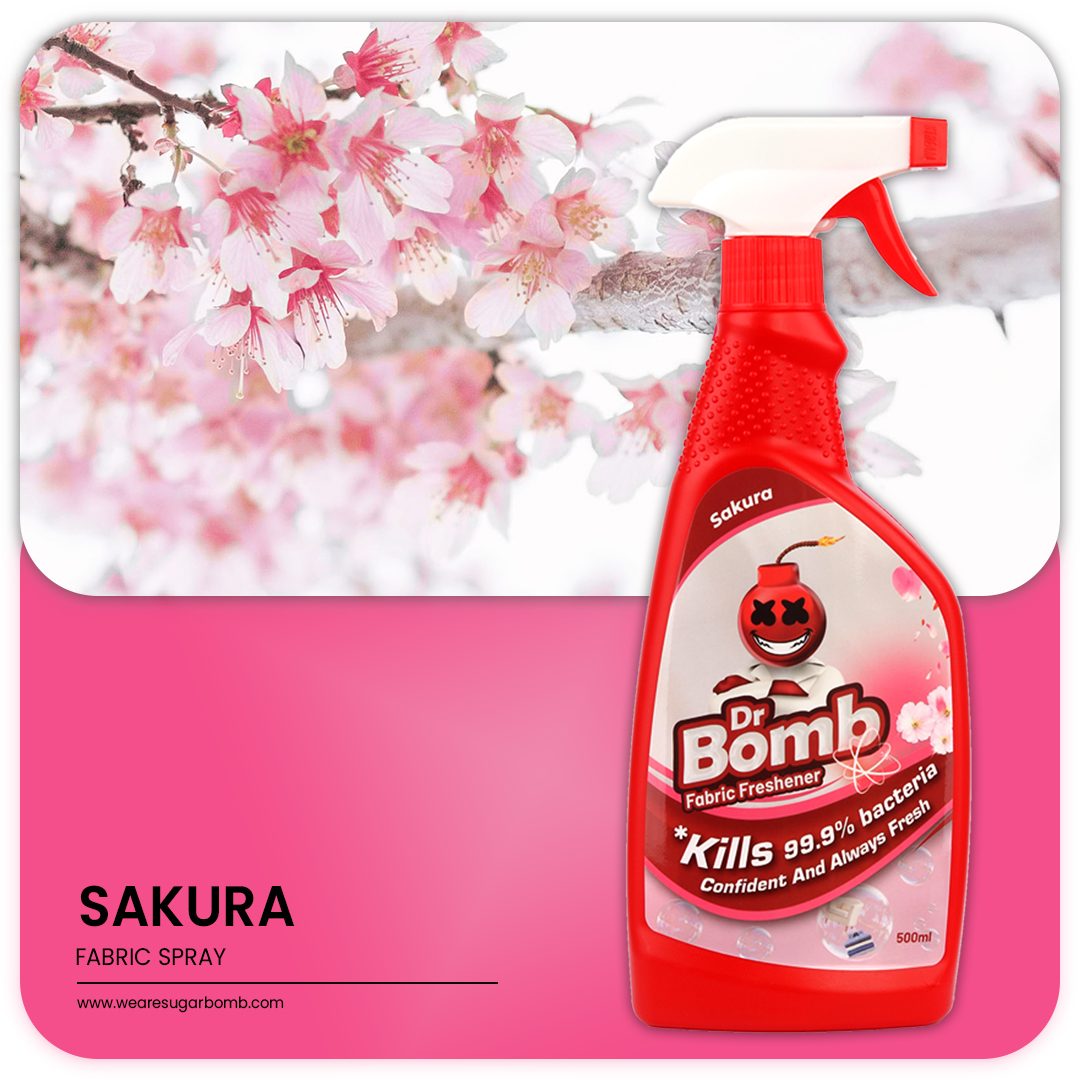 Sakura
Dr
Bomb
Fabric Freshener
*Kills 99.9% bacteria
Confident And Always Fresh
500ml
SAKURA
FABRIC SPRAY
www.wearesugarbomb.com